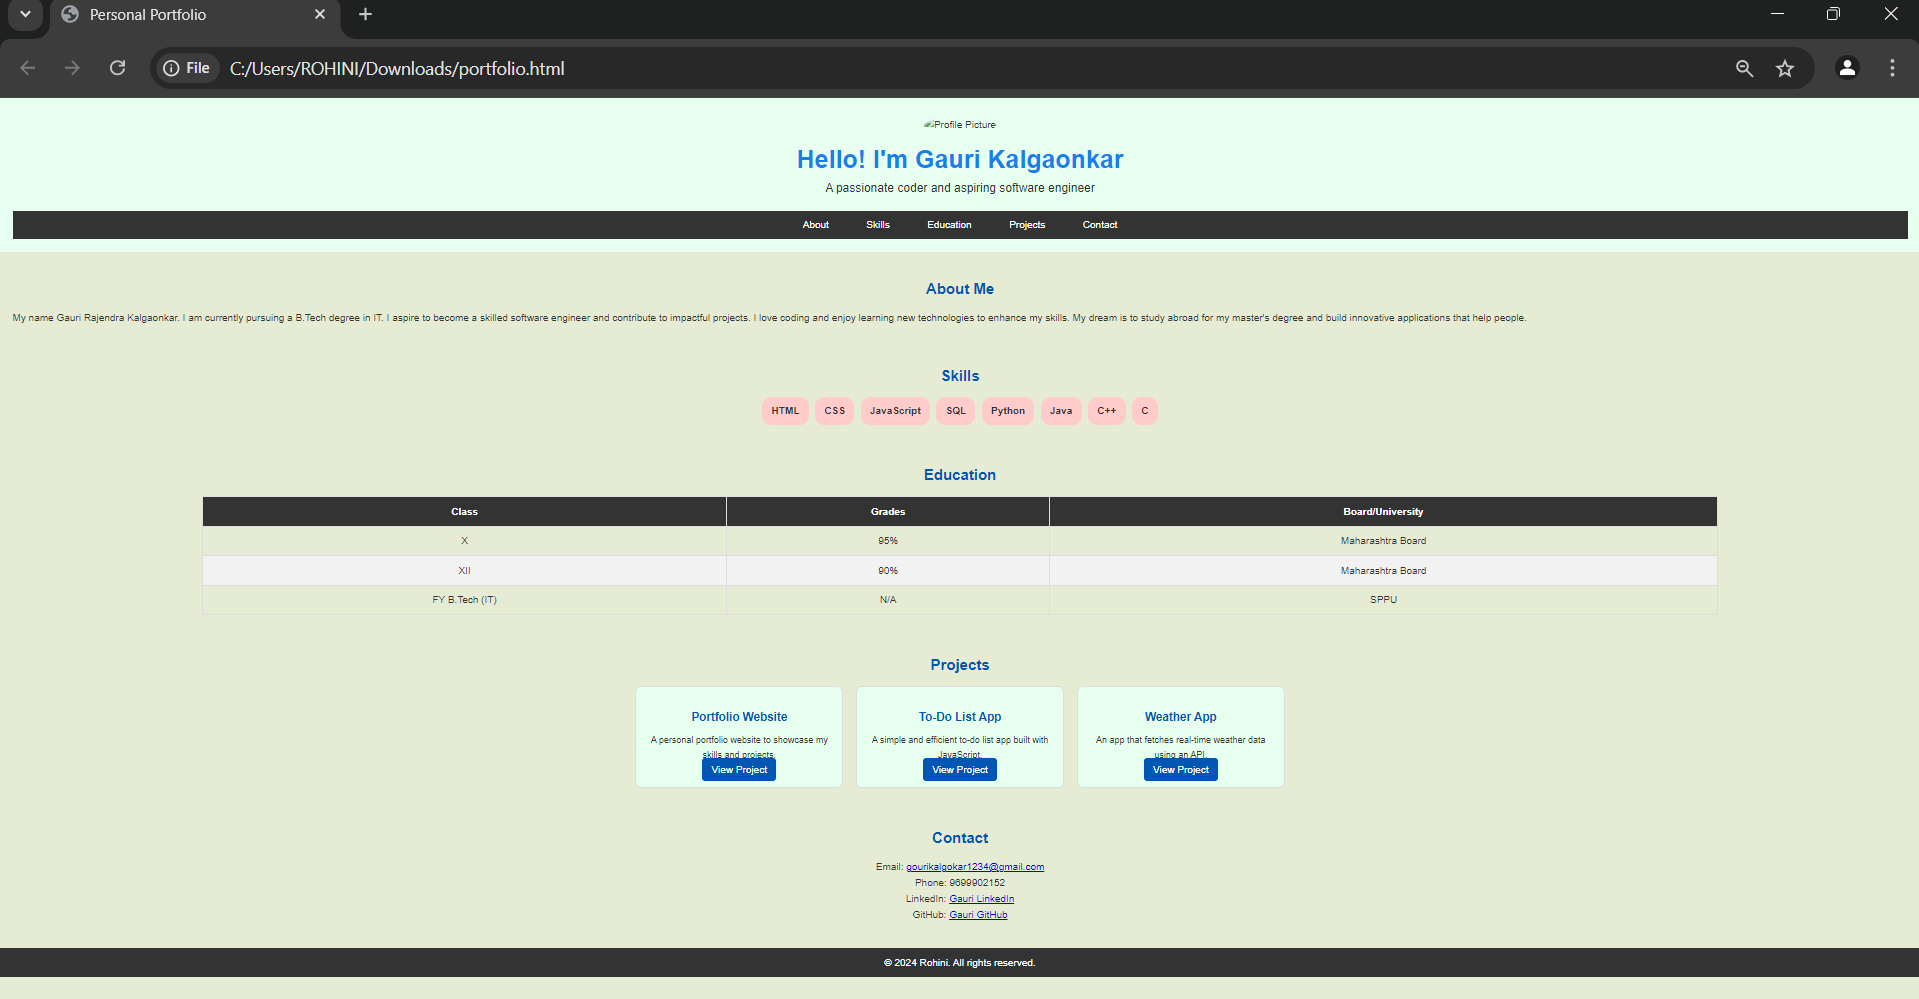 Personal Portfolio
File C:/Users/ROHINI/Downloads/portfolio.html
Profile Picture
Hello! I'm Gauri Kalgaonkar
A passionate coder and aspiring software engineer
About Skills Education Projects Contact
About Me
My name Gauri Rajendra Kalgaonkar. I am currently pursuing a B.Tech degree in IT. I aspire to become a skilled software engineer and contribute to impactful projects. I love coding and enjoy learning new technologies to enhance my skills. My dream is to study abroad for my master's degree and build innovative applications that help people.
Skills
HTML CSS JavaScript SQL Python Java C++ C
Education
Class Grades Board/University
X 95% Maharashtra Board
XII 90% Maharashtra Board
FY B.Tech (IT) N/A SPPU
Projects
Portfolio Website
A personal portfolio website to showcase my
skills and projects.
View Project
To-Do List App
A simple and efficient to-do list app built with
JavaScript.
View Project
Weather App
An app that fetches real-time weather data
using an API.
View Project
Contact
Email: gourikalgokar1234@gmail.com
Phone: 9699902152
LinkedIn: Gauri LinkedIn
GitHub: Gauri GitHub
© 2024 Rohini. All rights reserved.